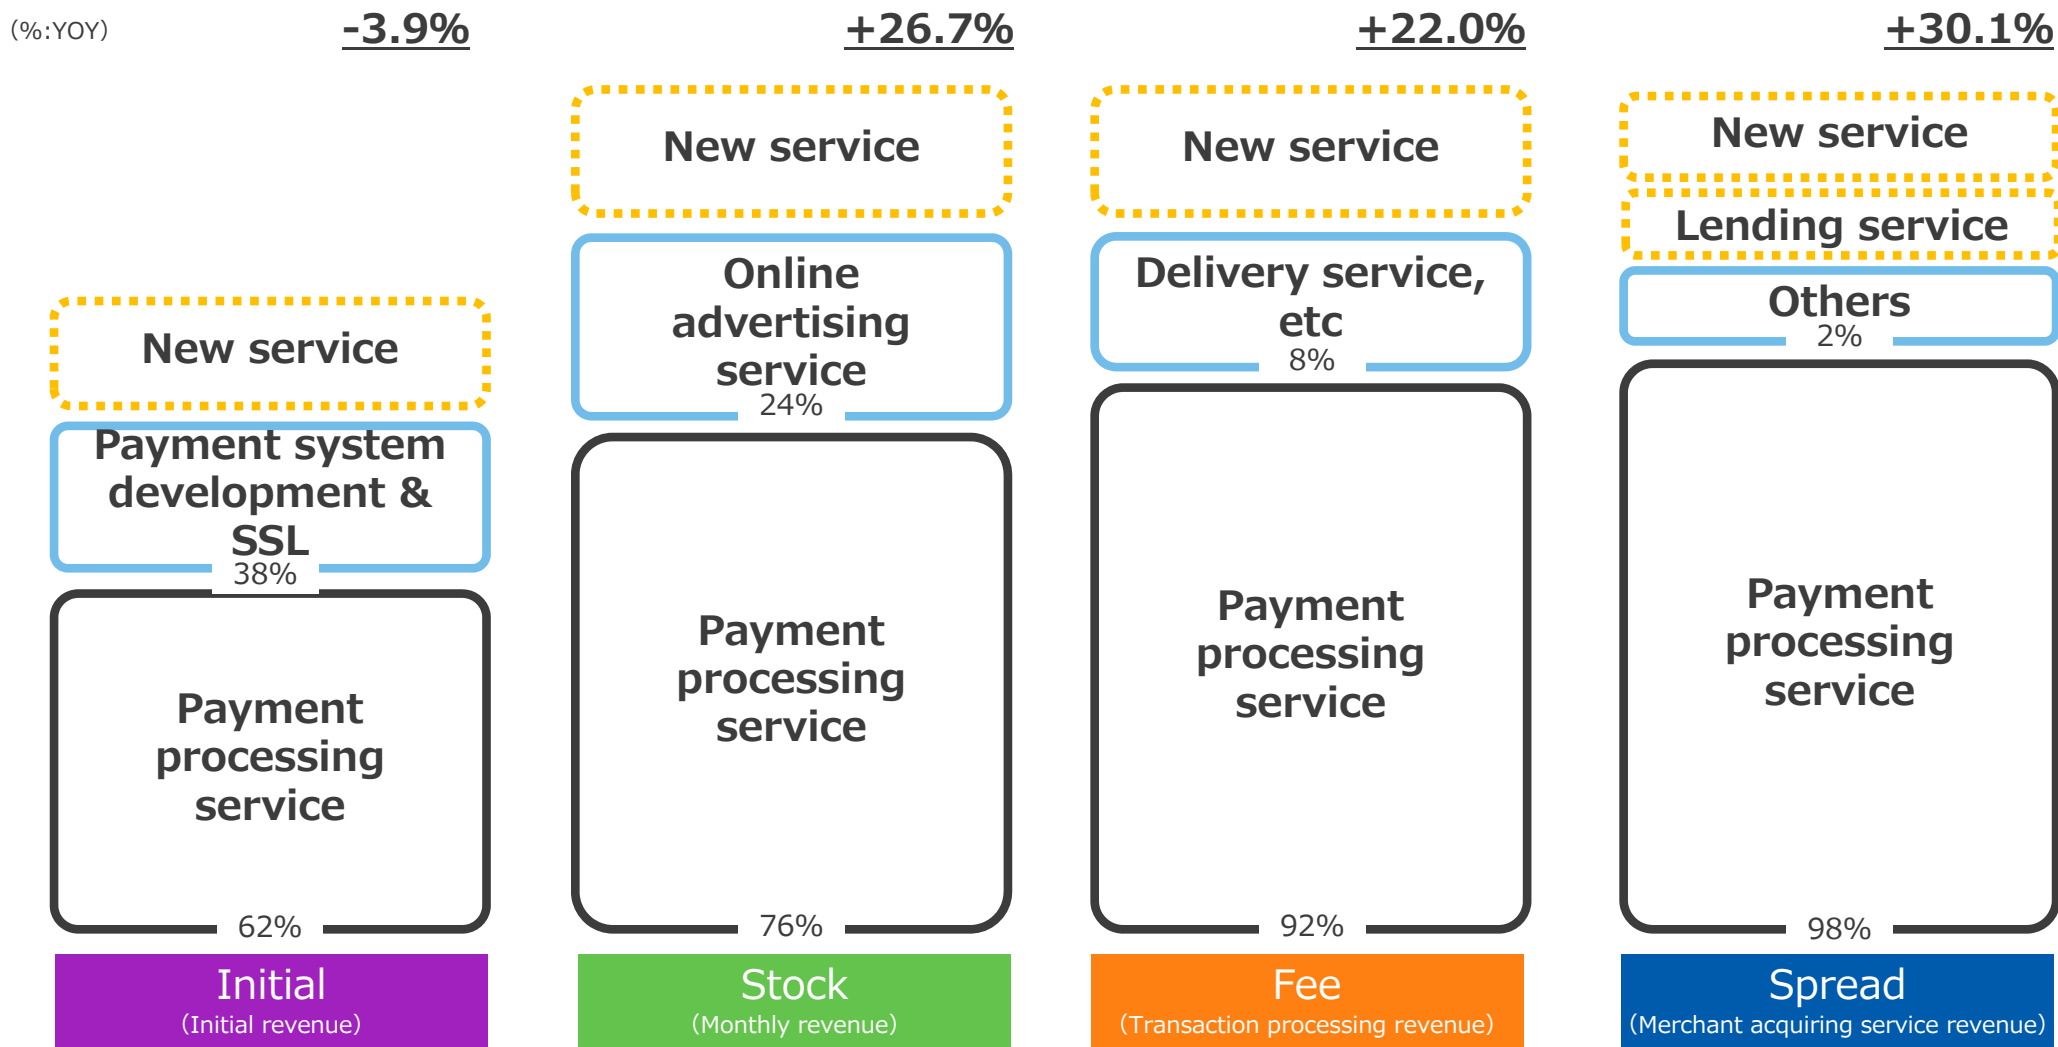 (%:YOY)
-3.9%
+26.7%
+22.0%
+30.1%
New service
Payment system
development &
SSL
38%
Payment
processing
service
62%
Initial
(Initial revenue)
New service
Online
advertising
service
24%
Payment
processing
service
76%
Stock
(Monthly revenue)
New service
Delivery service,
etc
8%
Payment
processing
service
92%
Fee
(Transaction processing revenue)
New service
Lending service
Others
2%
Payment
processing
service
98%
Spread
(Merchant acquiring service revenue)